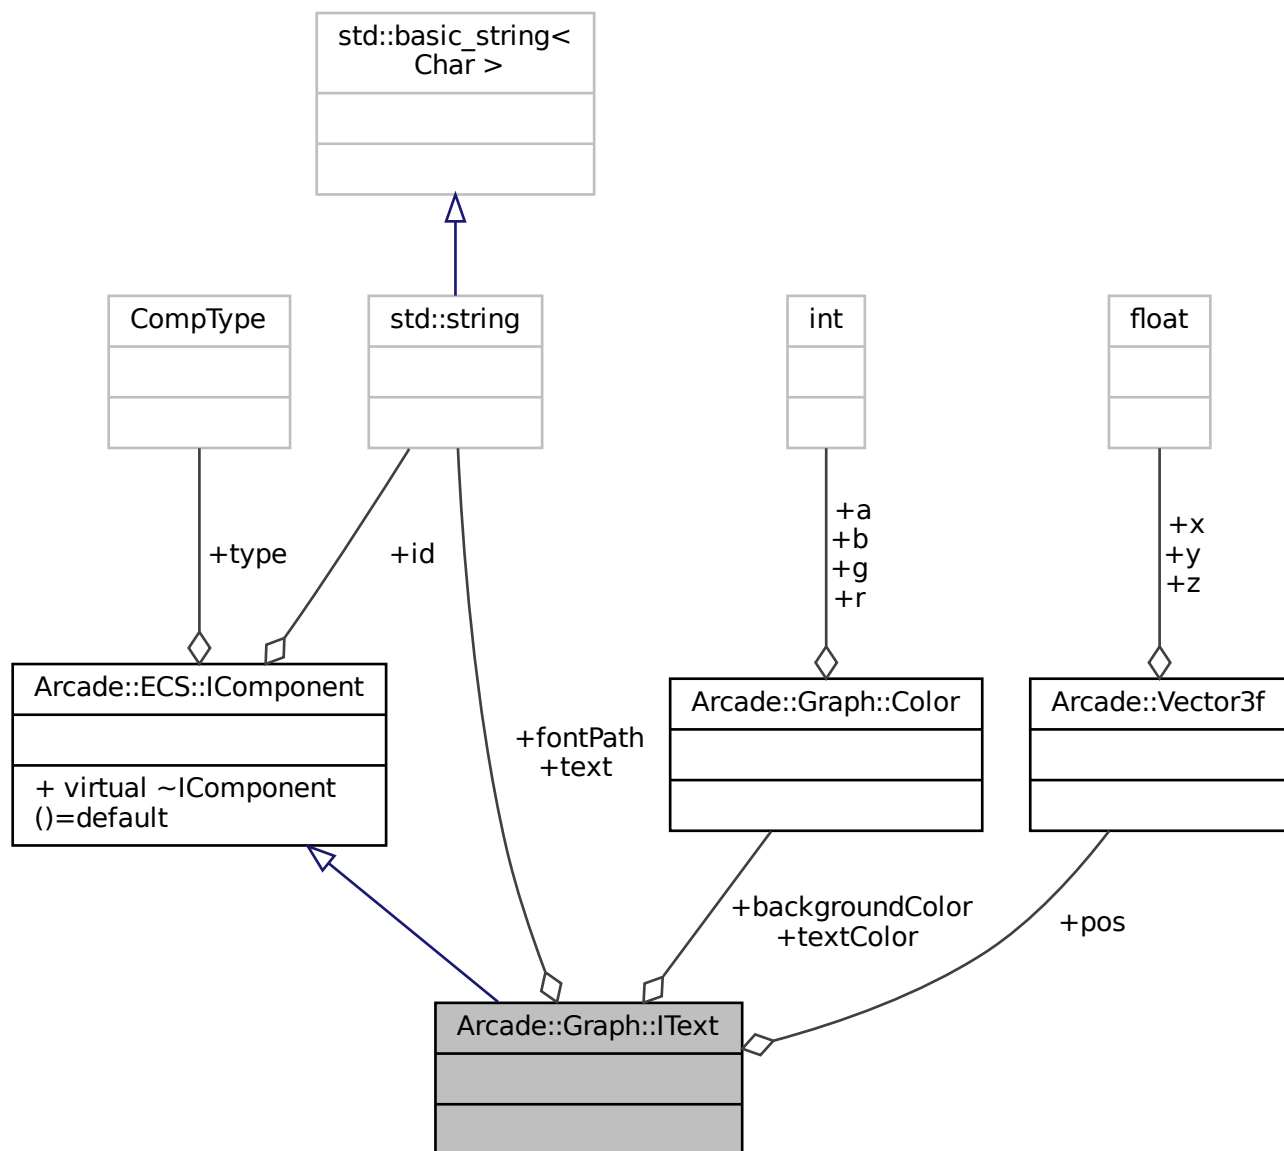 std::basic_string<
Char >
CompType
std::string
int
float
+a
+b
+g
+r
+x
+y
+z
+type
+id
Arcade::ECS::IComponent
+ virtual ~IComponent
()=default
+fontPath
+text
Arcade::Graph::Color
Arcade::Vector3f
+backgroundColor
+textColor
+pos
Arcade::Graph::IText